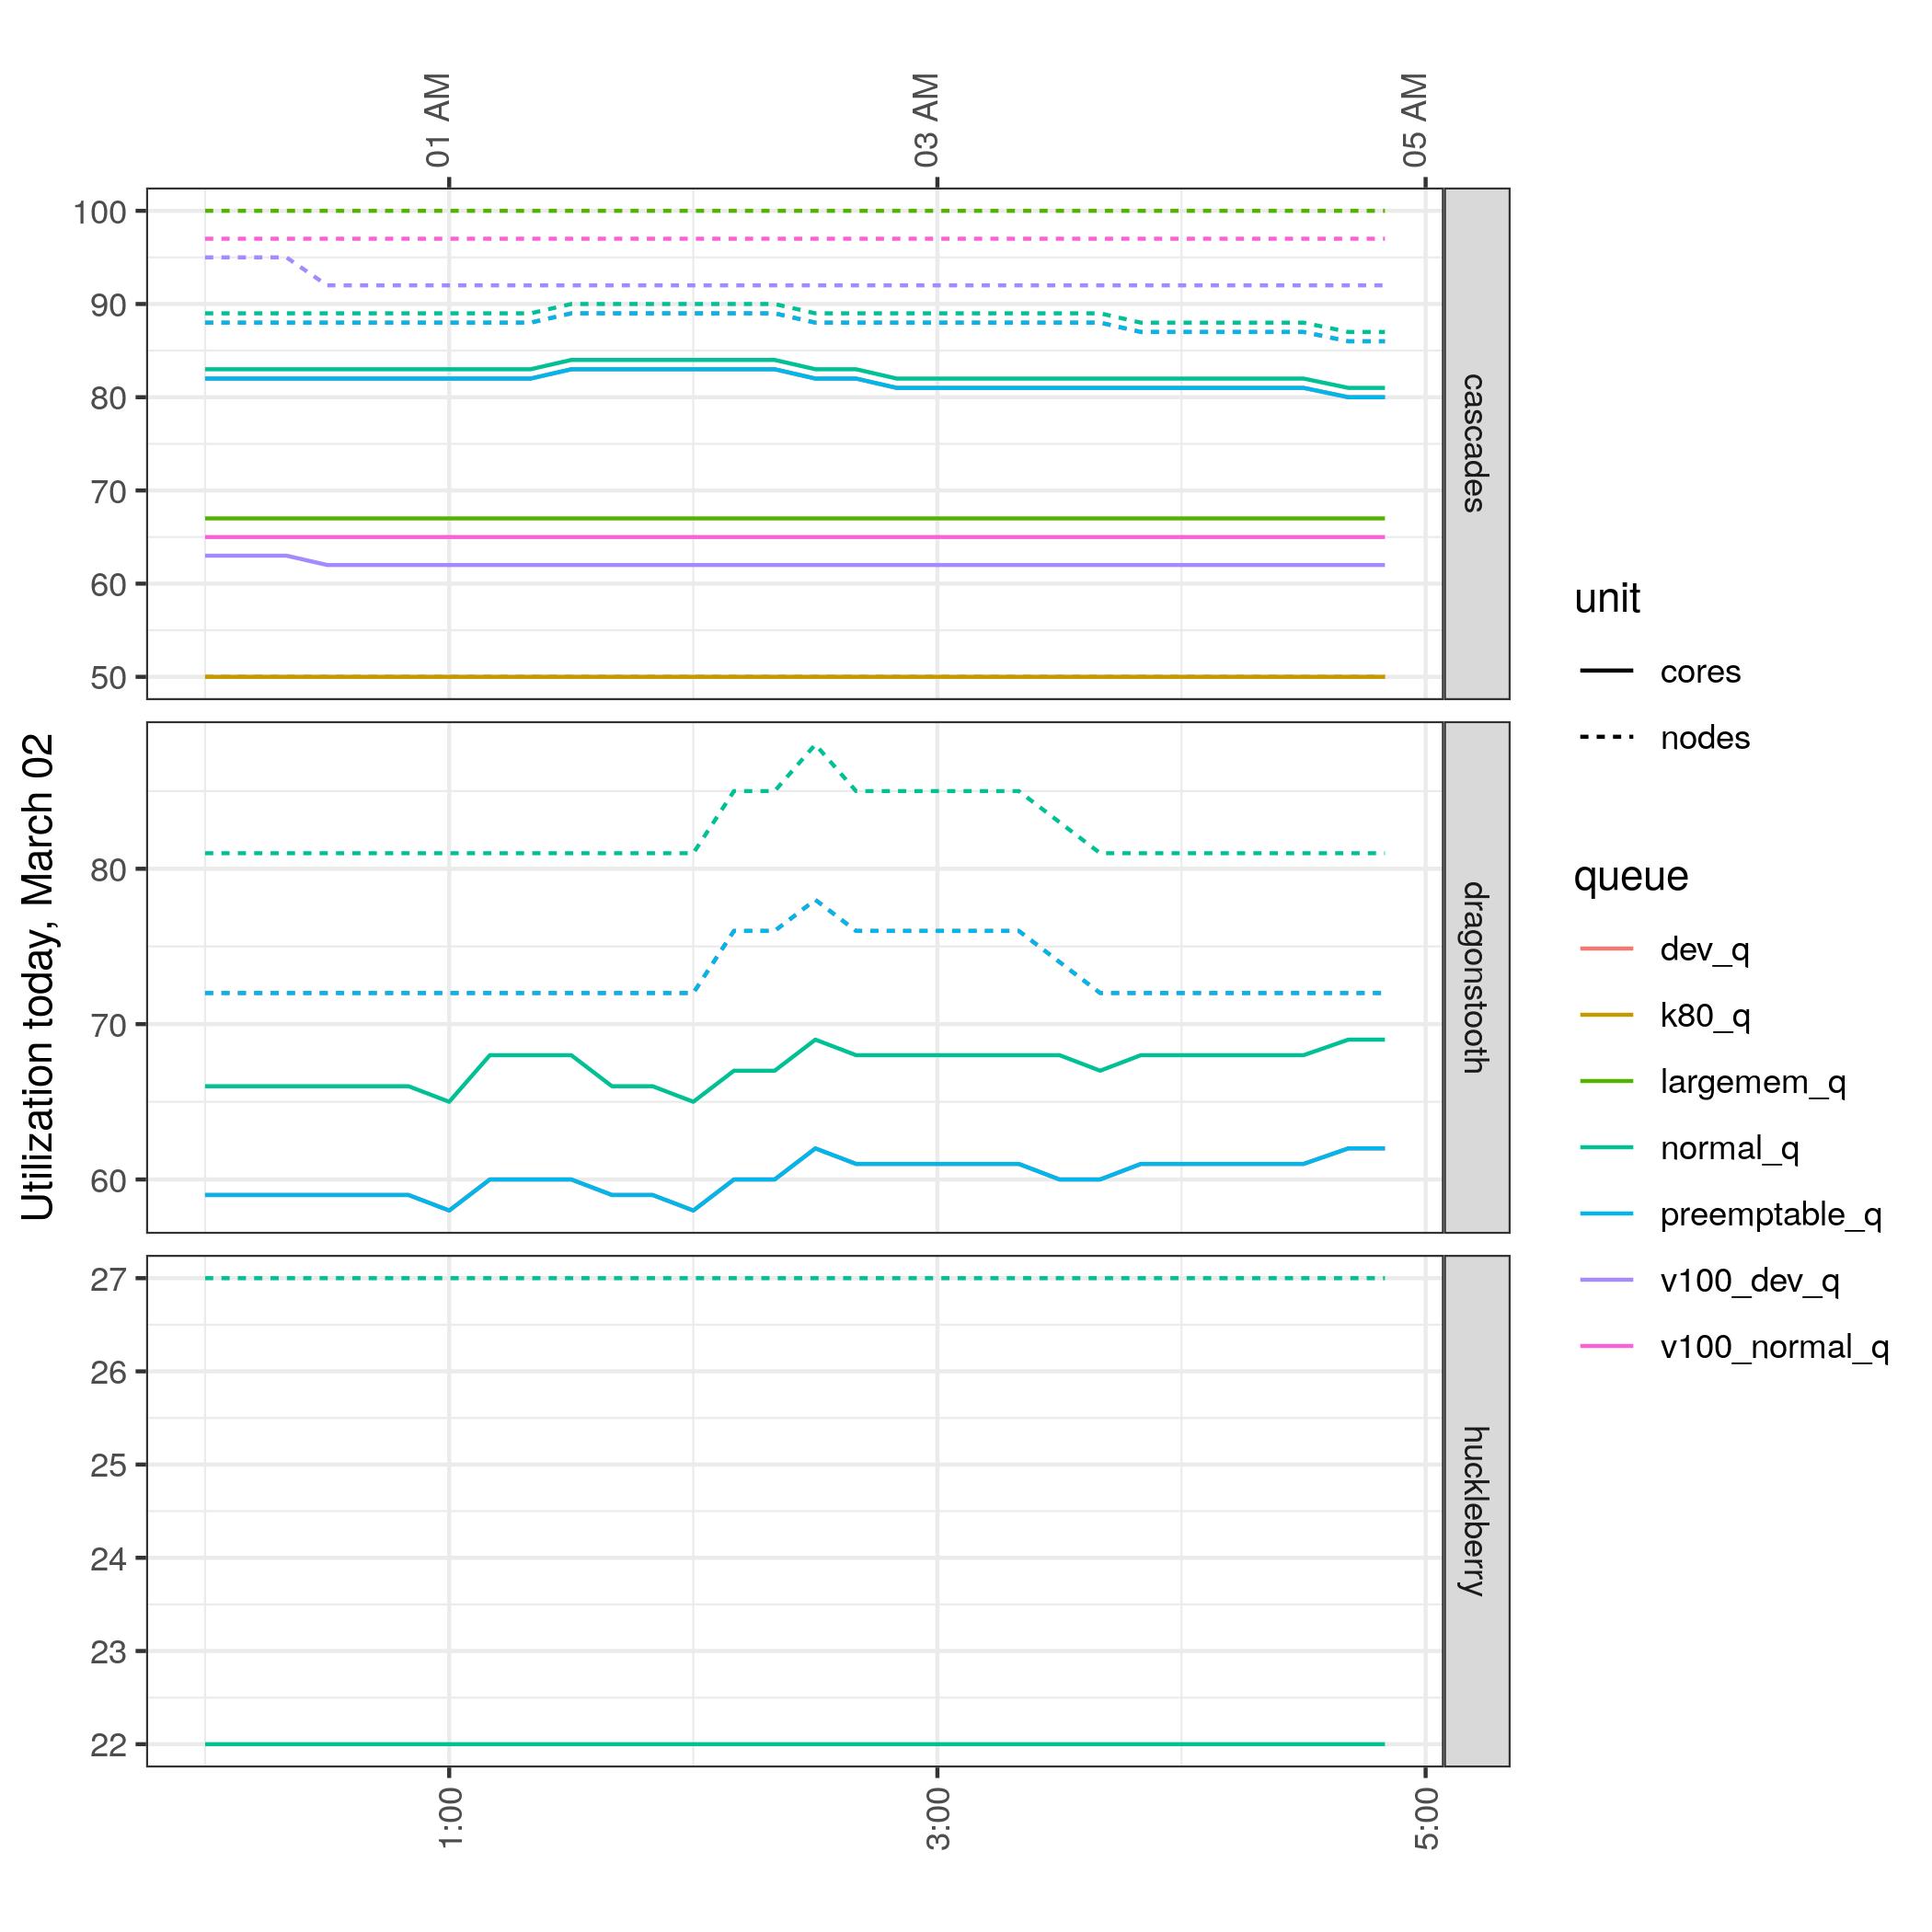 01 AM
03 AM
05 AM
Utilization today, March 02
100
90
80
70
60
50
cascades
80
70
60
dragonstooth
27
26
25
24
23
22
huckleberry
1:00
3:00
5:00
unit
cores
nodes
queue
dev_q
k80_q
largemem_q
normal_q
preemptable_q
v100_dev_q
v100_normal_q